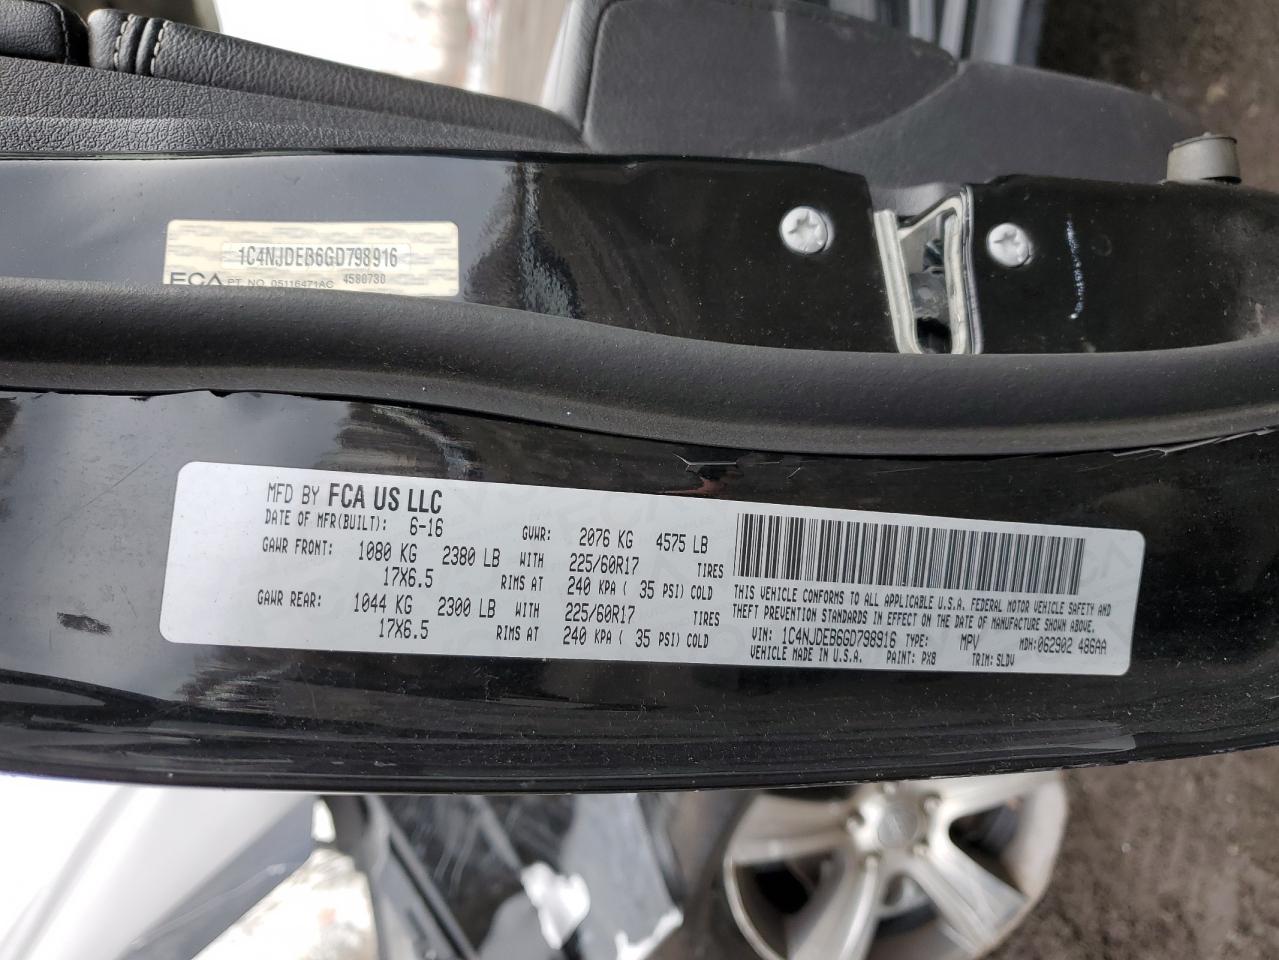 1C4NJDEB6GD798916
FCA PT NO 05116471AC 4580730
MFD BY FCA US LLC
DATE OF MFR(BUILT): 6-16 GVWR: 2076 KG 4575 LB
GAWR FRONT: 1080 KG 2380 LB WITH 225/60R17 TIRES
17X6.5 RIMS AT 240 KPA ( 35 PSI) COLD
GAWR REAR: 1044 KG 2300 LB WITH 225/60R17 TIRES
17X6.5 RIMS AT 240 KPA ( 35 PSI) COLD
THIS VEHICLE CONFORMS TO ALL APPLICABLE U.S.A. FEDERAL MOTOR VEHICLE SAFETY AND
THEFT PREVENTION STANDARDS IN EFFECT ON THE DATE OF MANUFACTURE SHOWN ABOVE.
VIN: 1C4NJDEB6GD798916 TYPE: MPV MDH:062902 486AA
VEHICLE MADE IN U.S.A. PAINT: PX8 TRIM: SLDV